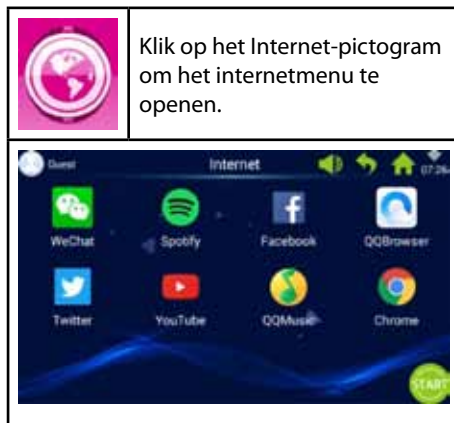 Klik op het Internet-pictogram
om het internetmenu te
openen.
Guest Internet 07:26
WeChat Spotify Facebook QQBrowser
Twitter YouTube QQMusic Chrome
START